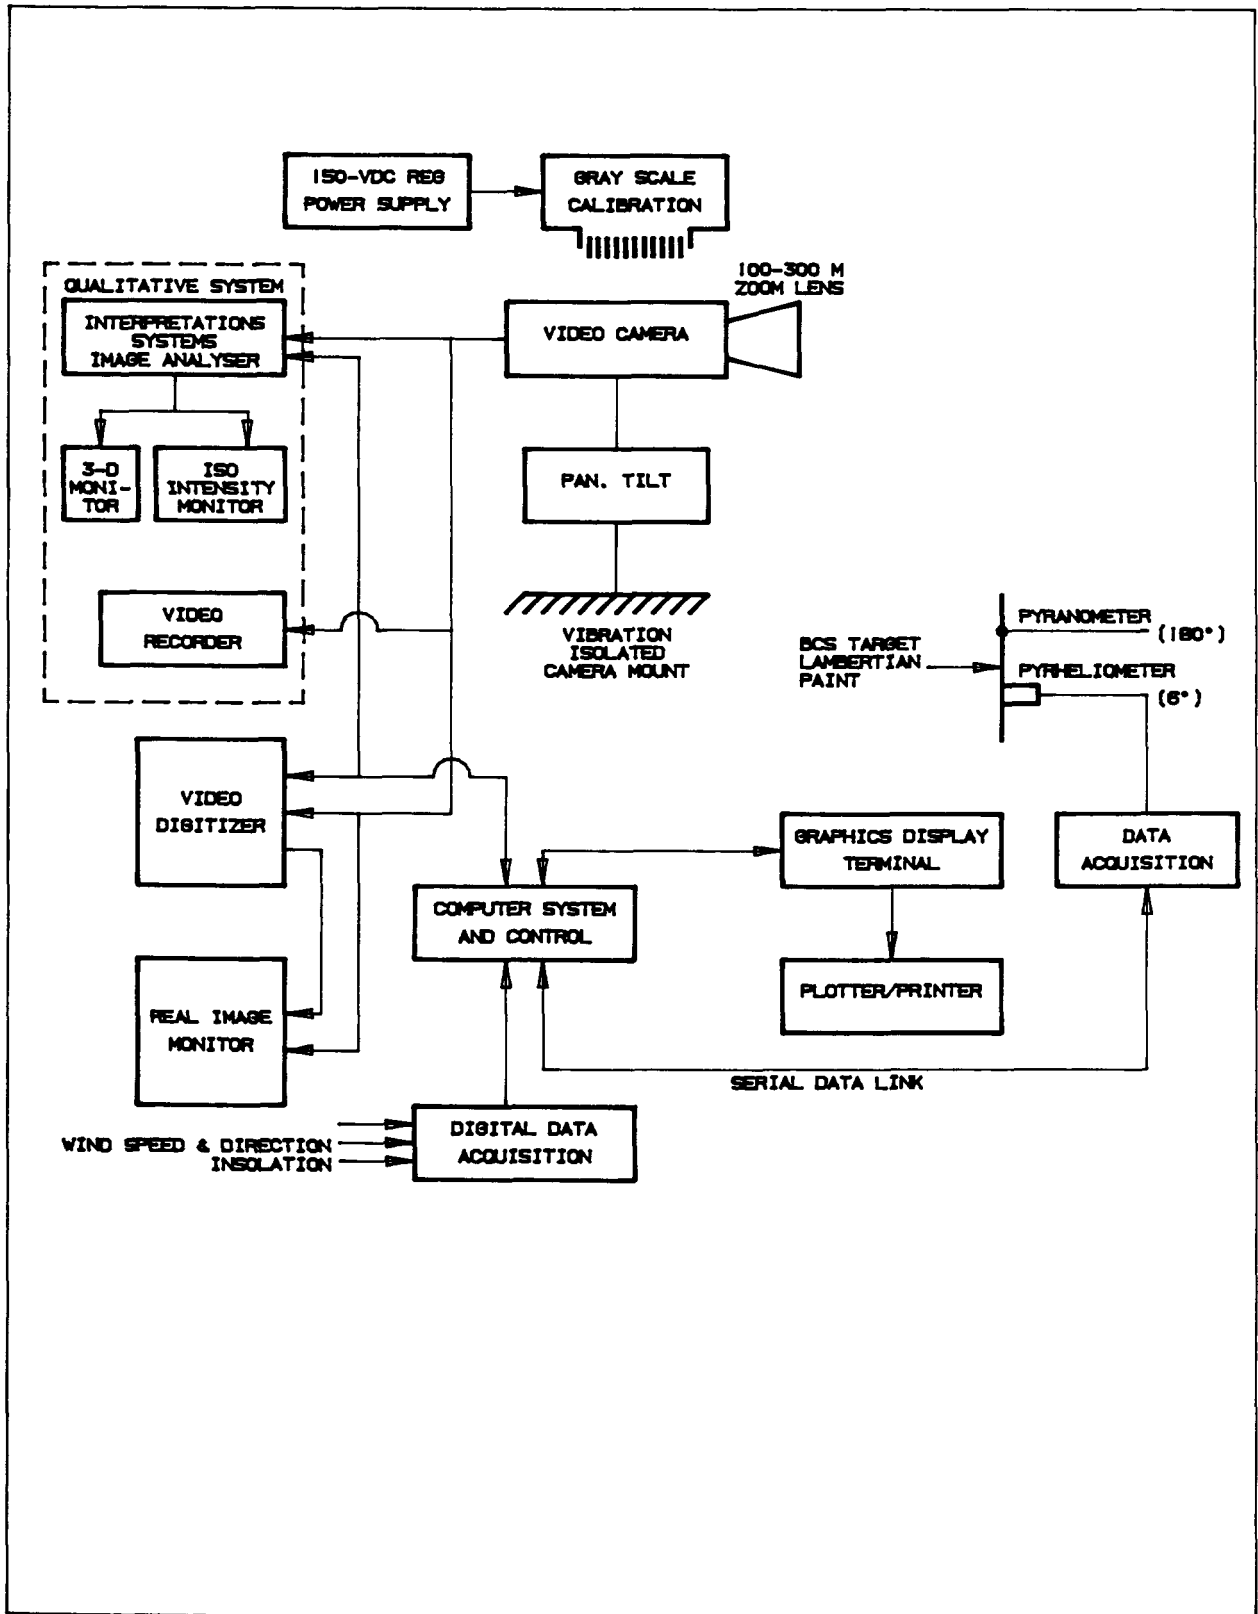 150-VDC REG
POWER SUPPLY
GRAY SCALE
CALIBRATION
100-300 M
ZOOM LENS
QUALITATIVE SYSTEM
INTERPRETATIONS
SYSTEMS
IMAGE ANALYSER
VIDEO CAMERA
3-D
MONI-
TOR
ISO
INTENSITY
MONITOR
PAN. TILT
VIDEO
RECORDER
VIBRATION
ISOLATED
CAMERA MOUNT
BCS TARGET
LAMBERTIAN
PAINT
PYRANOMETER
(180°)
PYRHELIOMETER
(6°)
VIDEO
DIGITIZER
GRAPHICS DISPLAY
TERMINAL
DATA
ACQUISITION
COMPUTER SYSTEM
AND CONTROL
REAL IMAGE
MONITOR
PLOTTER/PRINTER
SERIAL DATA LINK
WIND SPEED & DIRECTION
INSOLATION
DIGITAL DATA
ACQUISITION